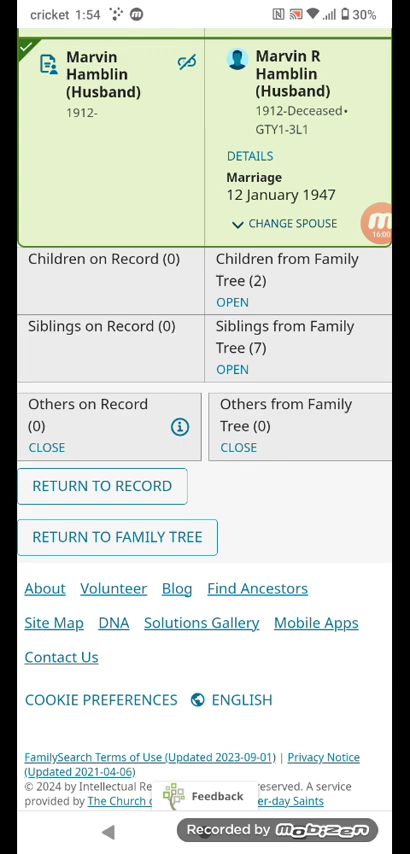 cricket 1:54
30%
Marvin
Hamblin
(Husband)
1912-
Marvin R
Hamblin
(Husband)
1912-Deceased•
GTY1-3L1
DETAILS
Marriage
12 January 1947
CHANGE SPOUSE
16:00
Children on Record (0)
Children from Family
Tree (2)
OPEN
Siblings on Record (0)
Siblings from Family
Tree (7)
OPEN
Others on Record
(0)
CLOSE
Others from Family
Tree (0)
CLOSE
RETURN TO RECORD
RETURN TO FAMILY TREE
About Volunteer Blog Find Ancestors
Site Map DNA Solutions Gallery Mobile Apps
Contact Us
COOKIE PREFERENCES ENGLISH
FamilySearch Terms of Use (Updated 2023-09-01) | Privacy Notice
(Updated 2021-04-06)
© 2024 by Intellectual Re eserved. A service
provided by The Church er-day Saints
Feedback
Recorded by mobizen